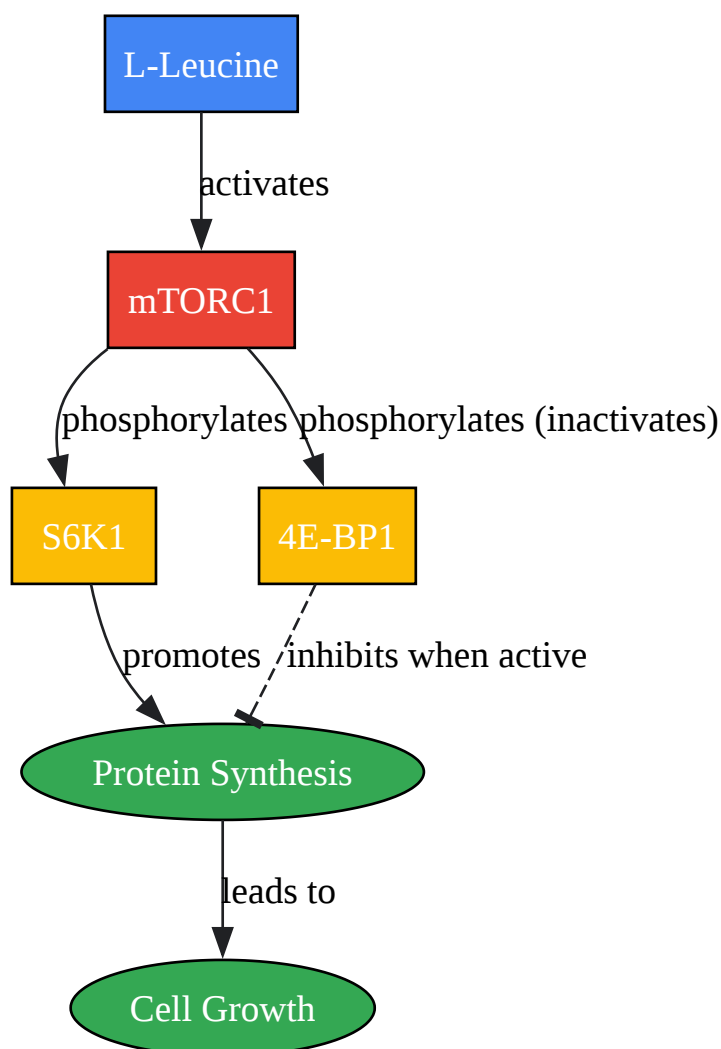 L-Leucine
activates
mTORC1
phosphorylates
phosphorylates (inactivates)
S6K1
4E-BP1
promotes
inhibits when active
Protein Synthesis
leads to
Cell Growth